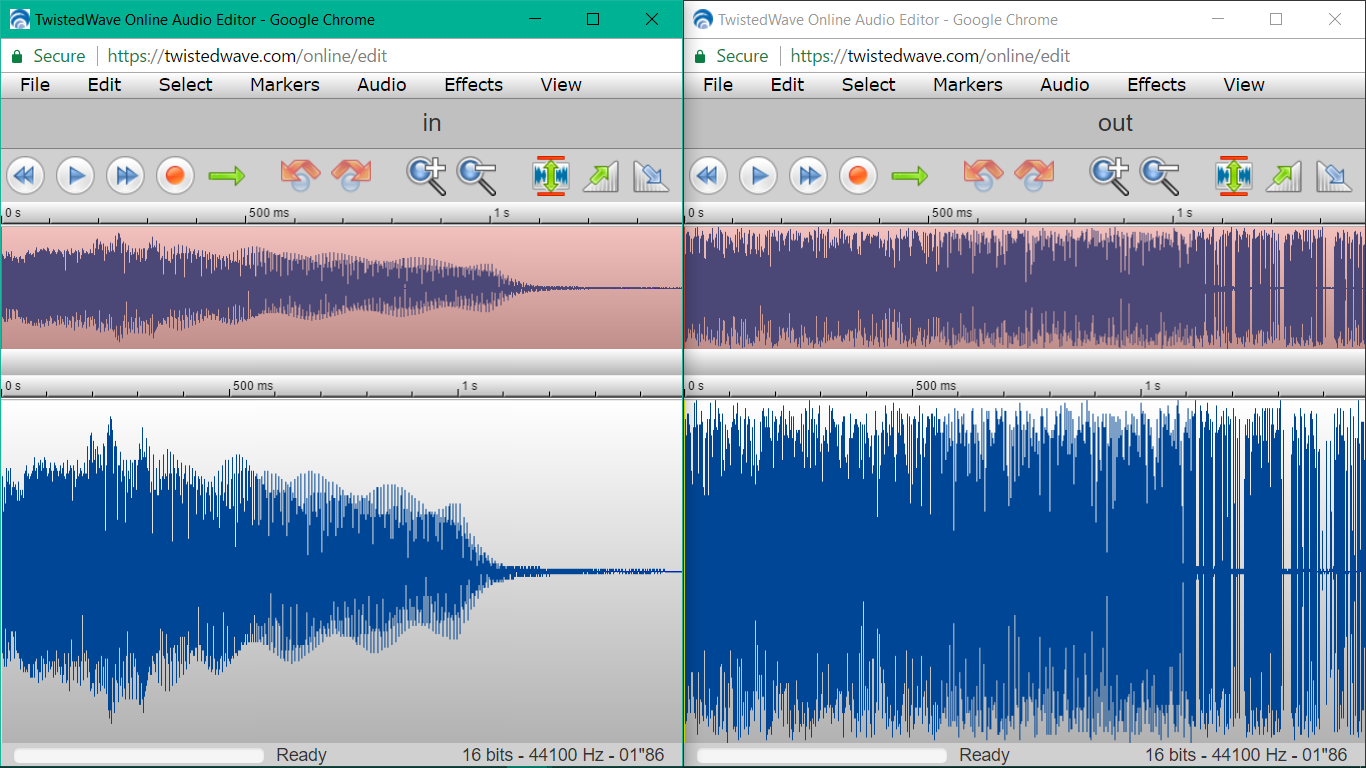 TwistedWave Online Audio Editor - Google Chrome
Secure https://twistedwave.com/online/edit
File Edit Select Markers Audio Effects View
in
0 s 500 ms 1 s
0 s 500 ms 1 s
Ready 16 bits - 44100 Hz - 01"86
TwistedWave Online Audio Editor - Google Chrome
Secure https://twistedwave.com/online/edit
File Edit Select Markers Audio Effects View
out
0 s 500 ms 1 s
0 s 500 ms 1 s
Ready 16 bits - 44100 Hz - 01"86